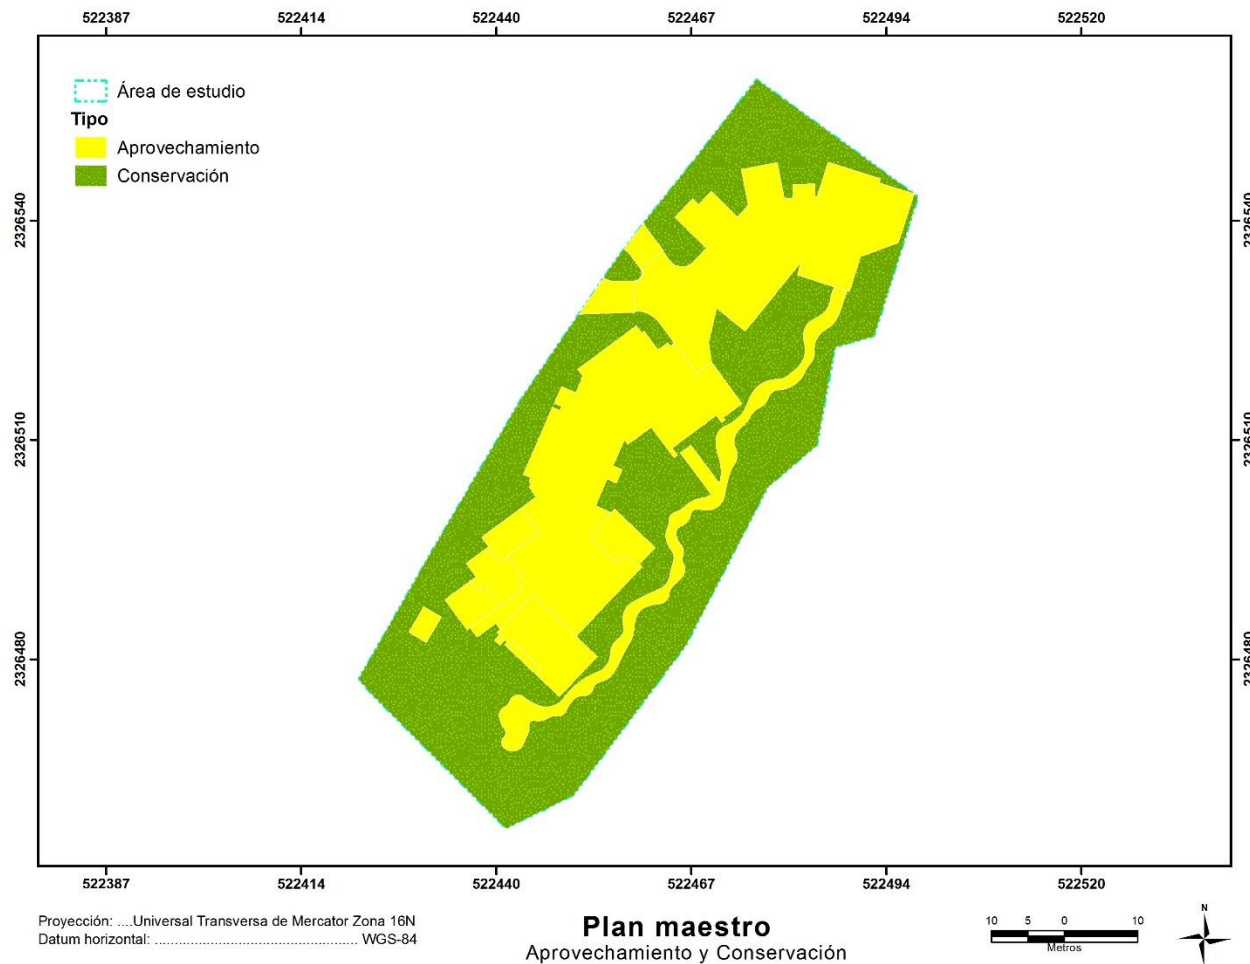 522387 522414 522440 522467 522494 522520
Área de estudio
Tipo
Aprovechamiento
Conservación
2326540 2326540
2326510 2326510
2326480 2326480
522387 522414 522440 522467 522494 522520
Proyección: ....Universal Transversa de Mercator Zona 16N
Datum horizontal: .................................................. WGS-84
Plan maestro
Aprovechamiento y Conservación
10 5 0 10
Metros
N